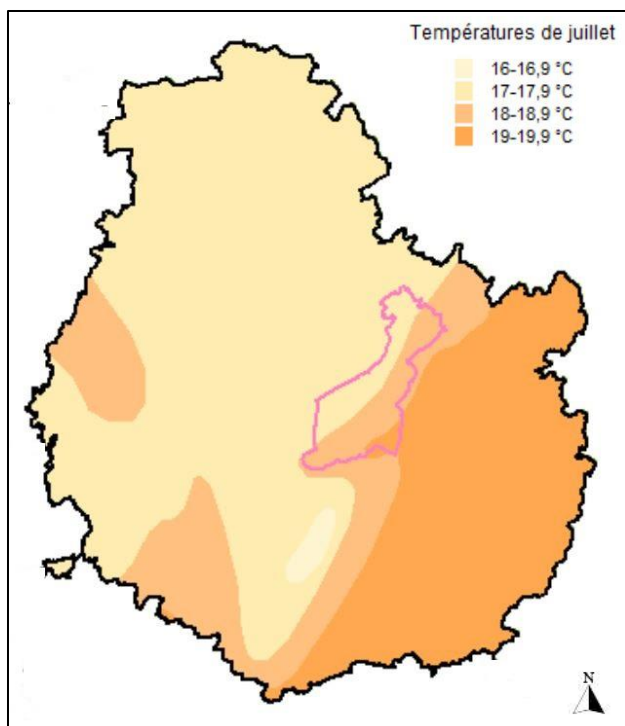 Températures de juillet
16-16,9 °C
17-17,9 °C
18-18,9 °C
19-19,9 °C
N